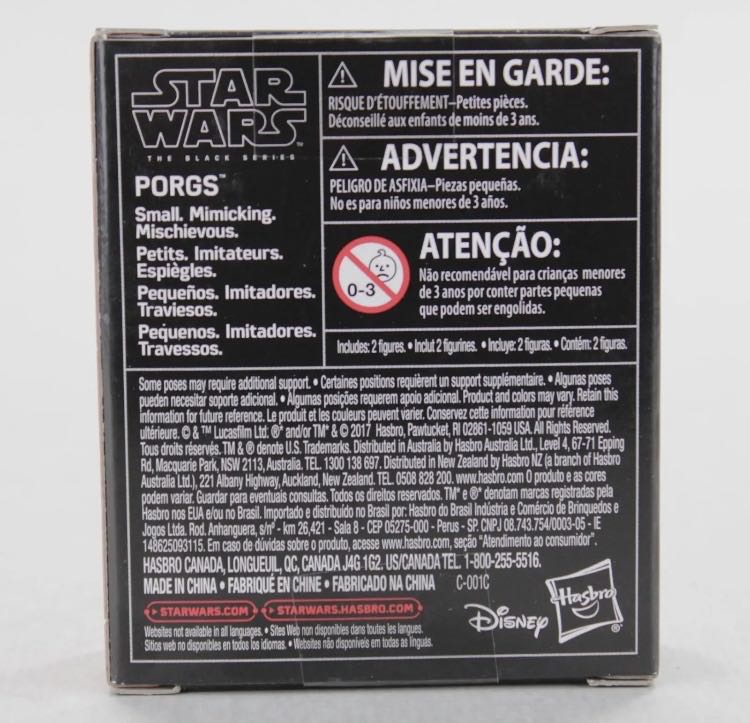 STAR
WARS
THE BLACK SERIES
PORGS™
Small. Mimicking.
Mischievous.
Petits. Imitateurs.
Espiègles.
Pequeños. Imitadores.
Traviesos.
Pequenos. Imitadores.
Travessos.
⚠ MISE EN GARDE:
RISQUE D'ÉTOUFFEMENT–Petites pièces.
Déconseillé aux enfants de moins de 3 ans.
⚠ ADVERTENCIA:
PELIGRO DE ASFIXIA–Piezas pequeñas.
No es para niños menores de 3 años.
0-3
ATENÇÃO:
Não recomendável para crianças menores
de 3 anos por conter partes pequenas
que podem ser engolidas.
Includes: 2 figures. • Inclut 2 figurines. • Incluye: 2 figuras. • Contém: 2 figuras.
Some poses may require additional support. • Certaines positions requièrent un support supplémentaire. • Algunas poses
pueden necesitar soporte adicional. • Algumas posições requerem apoio adicional. Product and colors may vary. Retain this
information for future reference. Le produit et les couleurs peuvent varier. Conservez cette information pour référence
ultérieure. © & ™ Lucasfilm Ltd. ®* and/or TM* & © 2017 Hasbro, Pawtucket, RI 02861-1059 USA. All Rights Reserved.
Tous droits réservés. TM & ® denote U.S. Trademarks. Distributed in Australia by Hasbro Australia Ltd., Level 4, 67-71 Epping
Rd, Macquarie Park, NSW 2113, Australia. TEL. 1300 138 697. Distributed in New Zealand by Hasbro NZ (a branch of Hasbro
Australia Ltd.), 221 Albany Highway, Auckland, New Zealand. TEL. 0508 828 200. www.hasbro.com O produto e as cores
podem variar. Guardar para eventuais consultas. Todos os direitos reservados. TM* e ®* denotam marcas registradas pela
Hasbro nos EUA e/ou no Brasil. Importado e distribuído no Brasil por: Hasbro do Brasil Indústria e Comércio de Brinquedos e
Jogos Ltda. Rod. Anhanguera, s/nº - km 26,421 - Sala 8 - CEP 05275-000 - Perus - SP. CNPJ 08.743.754/0003-05 - IE
148625093115. Em caso de dúvidas sobre o produto, acesse www.hasbro.com, seção "Atendimento ao consumidor".
HASBRO CANADA, LONGUEUIL, QC, CANADA J4G 1G2. US/CANADA TEL. 1-800-255-5516.
MADE IN CHINA • FABRIQUÉ EN CHINE • FABRICADO NA CHINA C-001C
STARWARS.COM STARWARS.HASBRO.COM
Websites not available in all languages. • Sites Web non disponibles dans toutes les langues.
Sitios web no disponibles en todos los idiomas. • Websites não disponíveis em todas as línguas.
Disney
Hasbro®